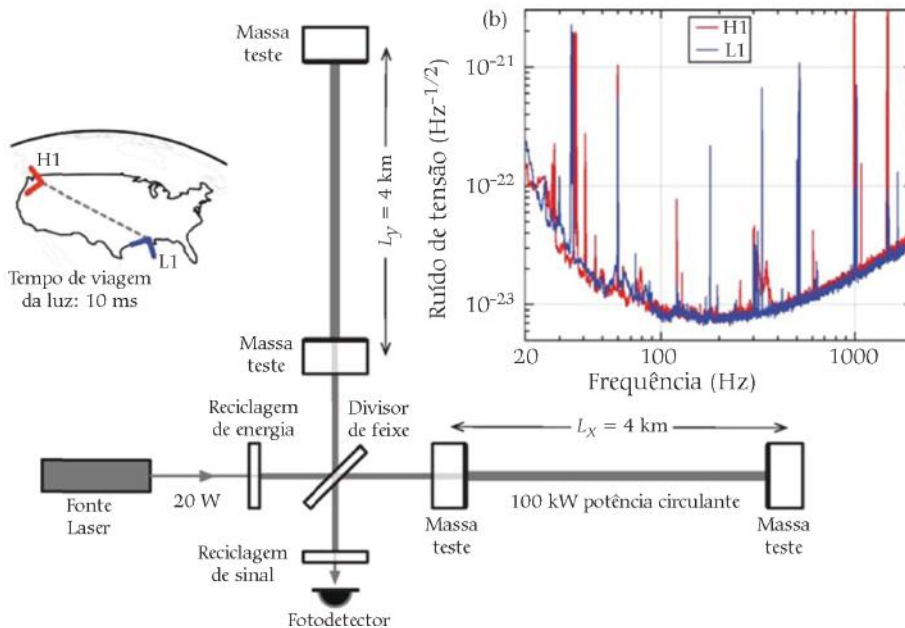 Massa
teste
(b)
H1
L1
10⁻²¹
10⁻²²
10⁻²³
Ruído de tensão (Hz⁻¹/²)
20
100
1000
Frequência (Hz)
H1
L1
Tempo de viagem
da luz: 10 ms
L_y = 4 km
Massa
teste
Reciclagem
de energia
Divisor
de feixe
L_x = 4 km
Fonte
Laser
20 W
100 kW potência circulante
Massa
teste
Massa
teste
Reciclagem
de sinal
Fotodetector